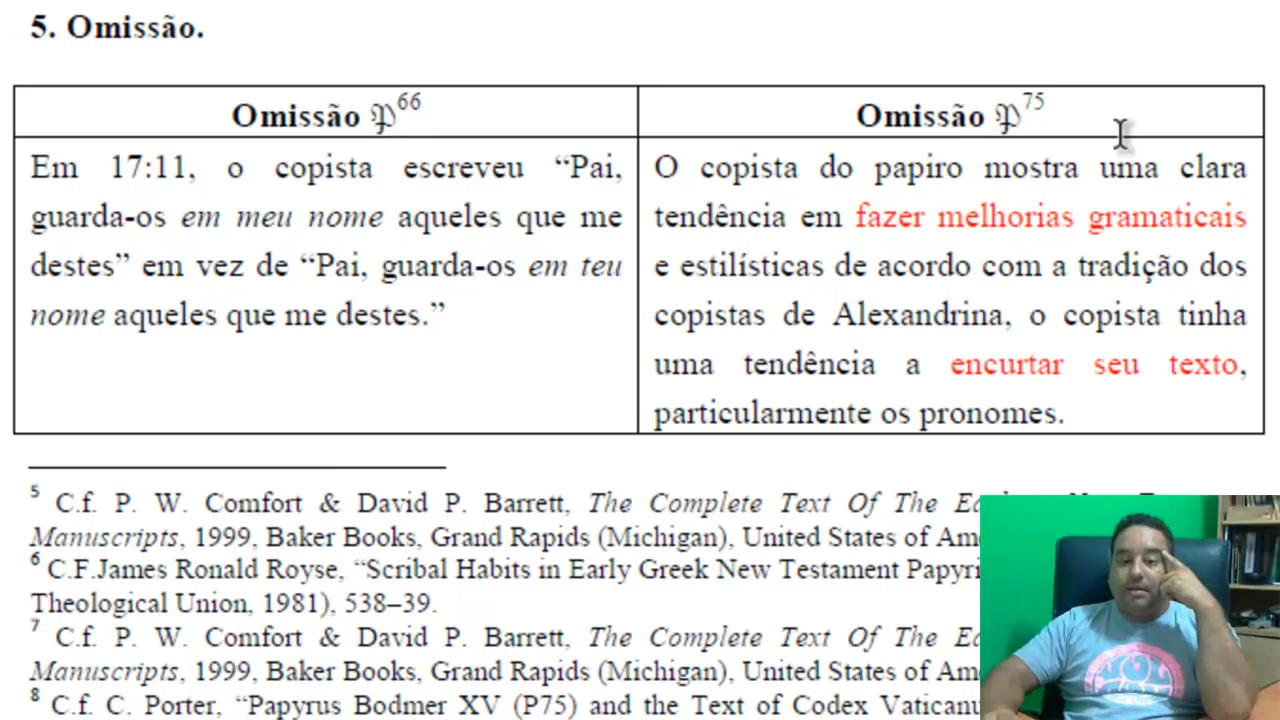 5. Omissão.
Omissão 𝔓66
Em 17:11, o copista escreveu “Pai,
guarda-os em meu nome aqueles que me
destes” em vez de “Pai, guarda-os em teu
nome aqueles que me destes.”
Omissão 𝔓75
O copista do papiro mostra uma clara
tendência em fazer melhorias gramaticais
e estilísticas de acordo com a tradição dos
copistas de Alexandrina, o copista tinha
uma tendência a encurtar seu texto,
particularmente os pronomes.
5 C.f. P. W. Comfort & David P. Barrett, The Complete Text Of The
Manuscripts, 1999, Baker Books, Grand Rapids (Michigan), United States of
6 C.F.James Ronald Royse, “Scribal Habits in Early Greek New Testament
Theological Union, 1981), 538–39.
7 C.f. P. W. Comfort & David P. Barrett, The Complete Text Of The
Manuscripts, 1999, Baker Books, Grand Rapids (Michigan), United States of
8 C.f. C. Porter, “Papyrus Bodmer XV (P75) and the Text of Codex